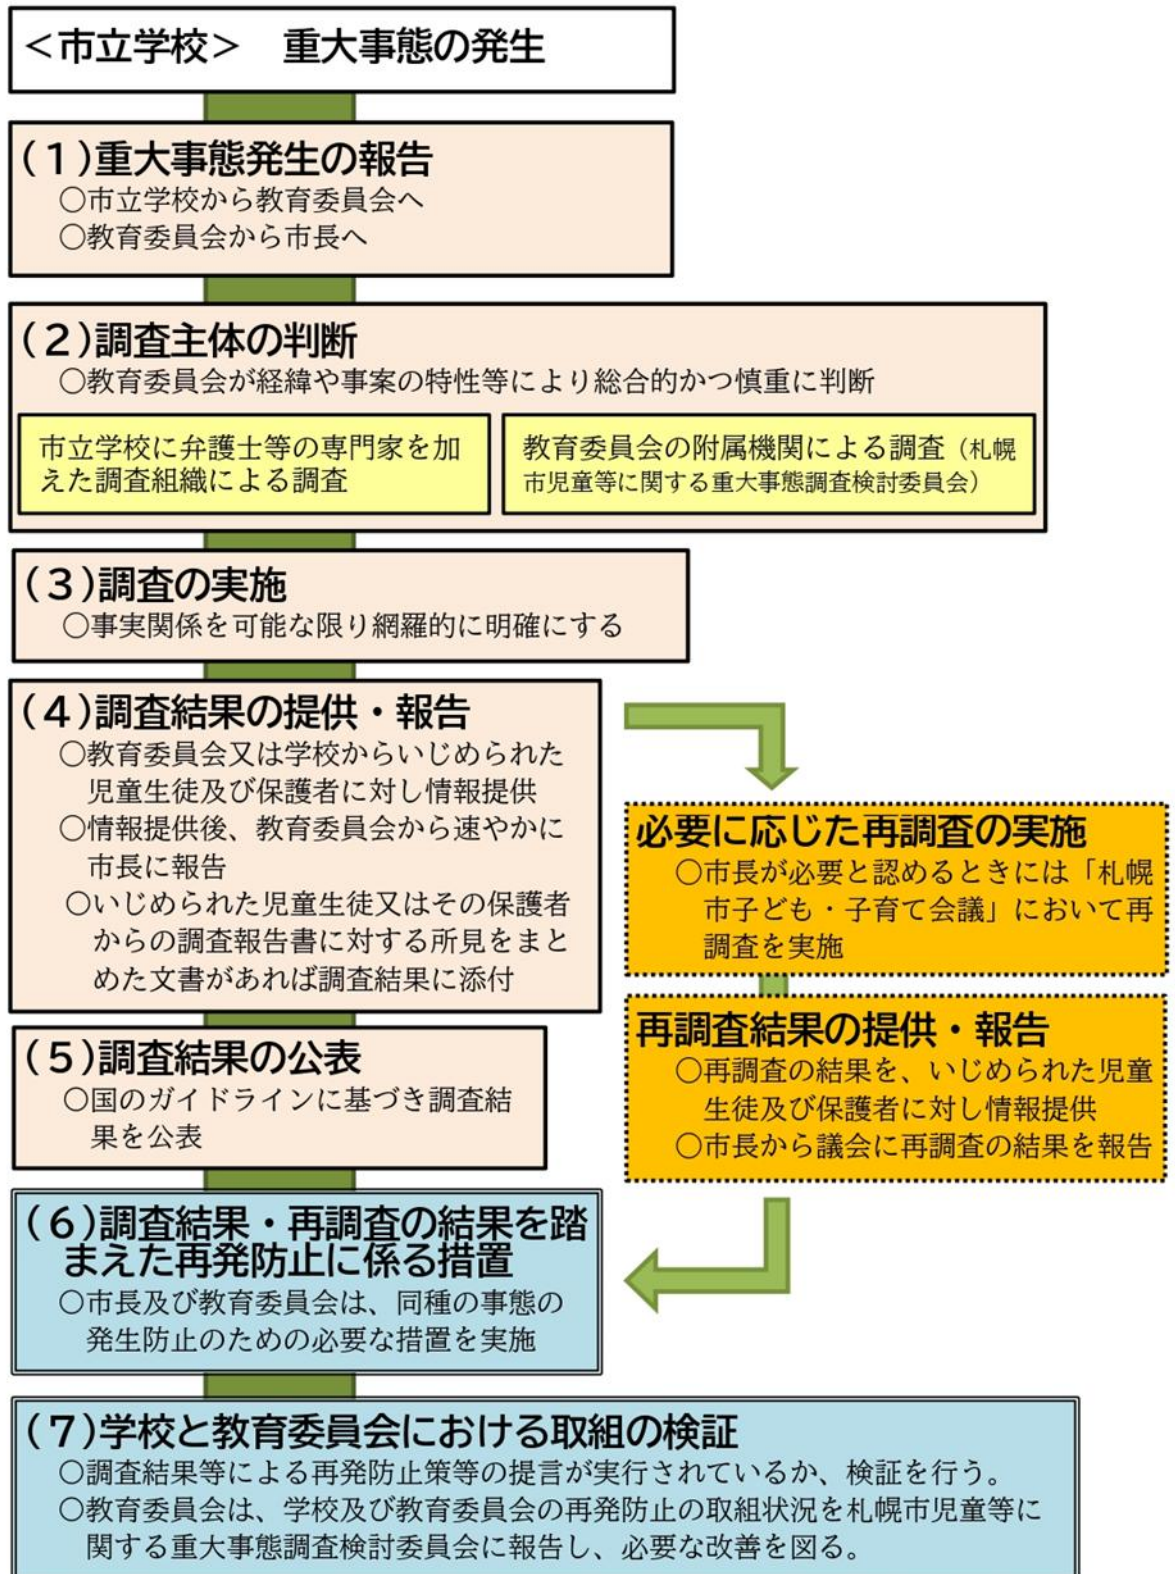 ＜市立学校＞　重大事態の発生
（１）重大事態発生の報告
○市立学校から教育委員会へ
○教育委員会から市長へ
（２）調査主体の判断
○教育委員会が経緯や事案の特性等により総合的かつ慎重に判断
市立学校に弁護士等の専門家を加
えた調査組織による調査
教育委員会の附属機関による調査（札幌
市児童等に関する重大事態調査検討委員会）
（３）調査の実施
○事実関係を可能な限り網羅的に明確にする
（４）調査結果の提供・報告
○教育委員会又は学校からいじめられた
児童生徒及び保護者に対し情報提供
○情報提供後、教育委員会から速やかに
市長に報告
○いじめられた児童生徒又はその保護者
からの調査報告書に対する所見をまと
めた文書があれば調査結果に添付
必要に応じた再調査の実施
○市長が必要と認めるときには「札幌
市子ども・子育て会議」において再
調査を実施
再調査結果の提供・報告
○再調査の結果を、いじめられた児童
生徒及び保護者に対し情報提供
○市長から議会に再調査の結果を報告
（５）調査結果の公表
○国のガイドラインに基づき調査結
果を公表
（６）調査結果・再調査の結果を踏
まえた再発防止に係る措置
○市長及び教育委員会は、同種の事態の
発生防止のための必要な措置を実施
（７）学校と教育委員会における取組の検証
○調査結果等による再発防止策等の提言が実行されているか、検証を行う。
○教育委員会は、学校及び教育委員会の再発防止の取組状況を札幌市児童等に
関する重大事態調査検討委員会に報告し、必要な改善を図る。